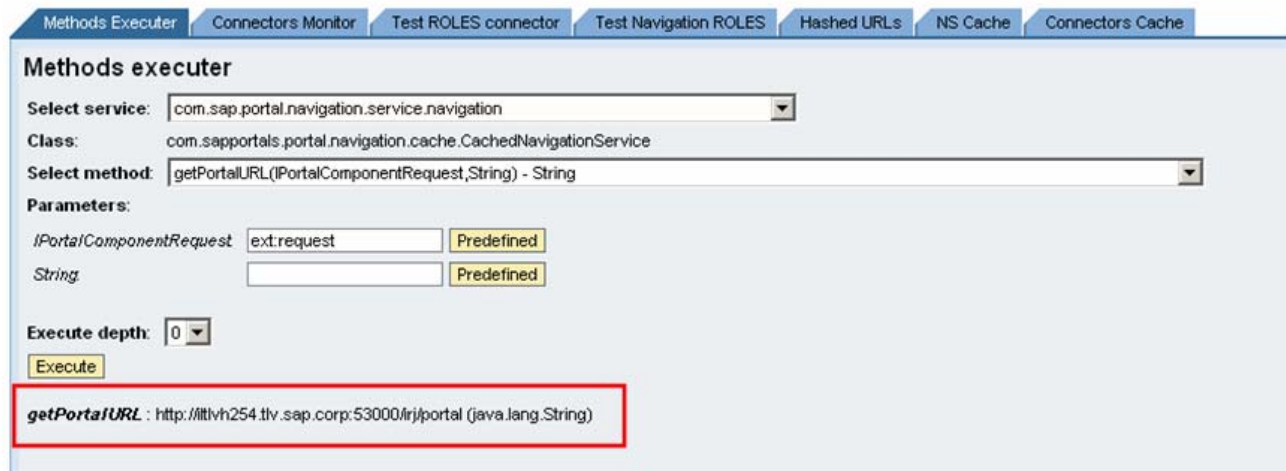 Methods Executer Connectors Monitor Test ROLES connector Test Navigation ROLES Hashed URLs NS Cache Connectors Cache
Methods executer
Select service: com.sap.portal.navigation.service.navigation
Class: com.sapportals.portal.navigation.cache.CachedNavigationService
Select method: getPortalURL(IPortalComponentRequest,String) - String
Parameters:
IPortalComponentRequest ext:request Predefined
String: Predefined
Execute depth: 0
Execute
getPortalURL : http://iltlvh254.tlv.sap.corp:53000/irj/portal (java.lang.String)